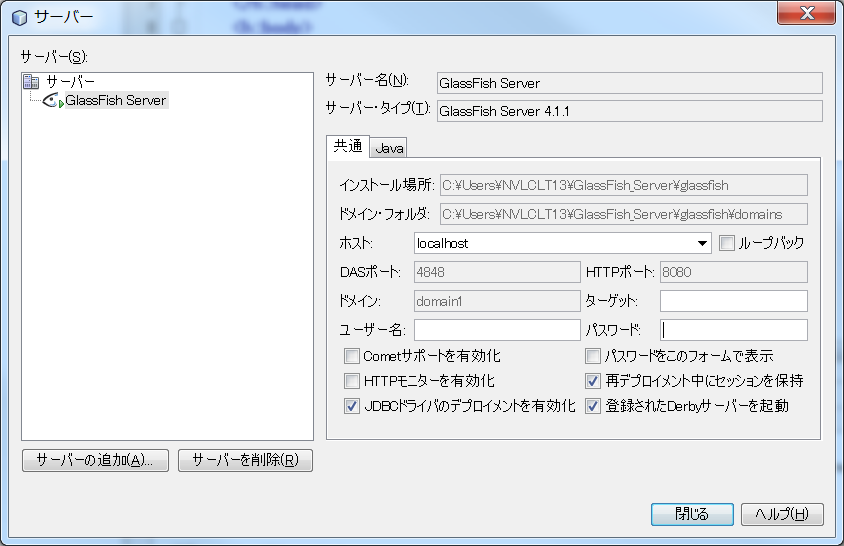 サーバー
サーバー(S):
サーバー
GlassFish Server
サーバーの追加(A)...
サーバーを削除(R)
サーバー名(N):
GlassFish Server
サーバー・タイプ(T):
GlassFish Server 4.1.1
共通
Java
インストール場所:
C:¥Users¥NVLCLT13¥GlassFish_Server¥glassfish
ドメイン・フォルダ:
C:¥Users¥NVLCLT13¥GlassFish_Server¥glassfish¥domains
ホスト:
localhost
ループバック
DASポート:
4848
HTTPポート:
8080
ドメイン:
domain1
ターゲット:
ユーザー名:
パスワード:
Cometサポートを有効化
パスワードをこのフォームで表示
HTTPモニターを有効化
再デプロイメント中にセッションを保持
JDBCドライバのデプロイメントを有効化
登録されたDerbyサーバーを起動
閉じる
ヘルプ(H)